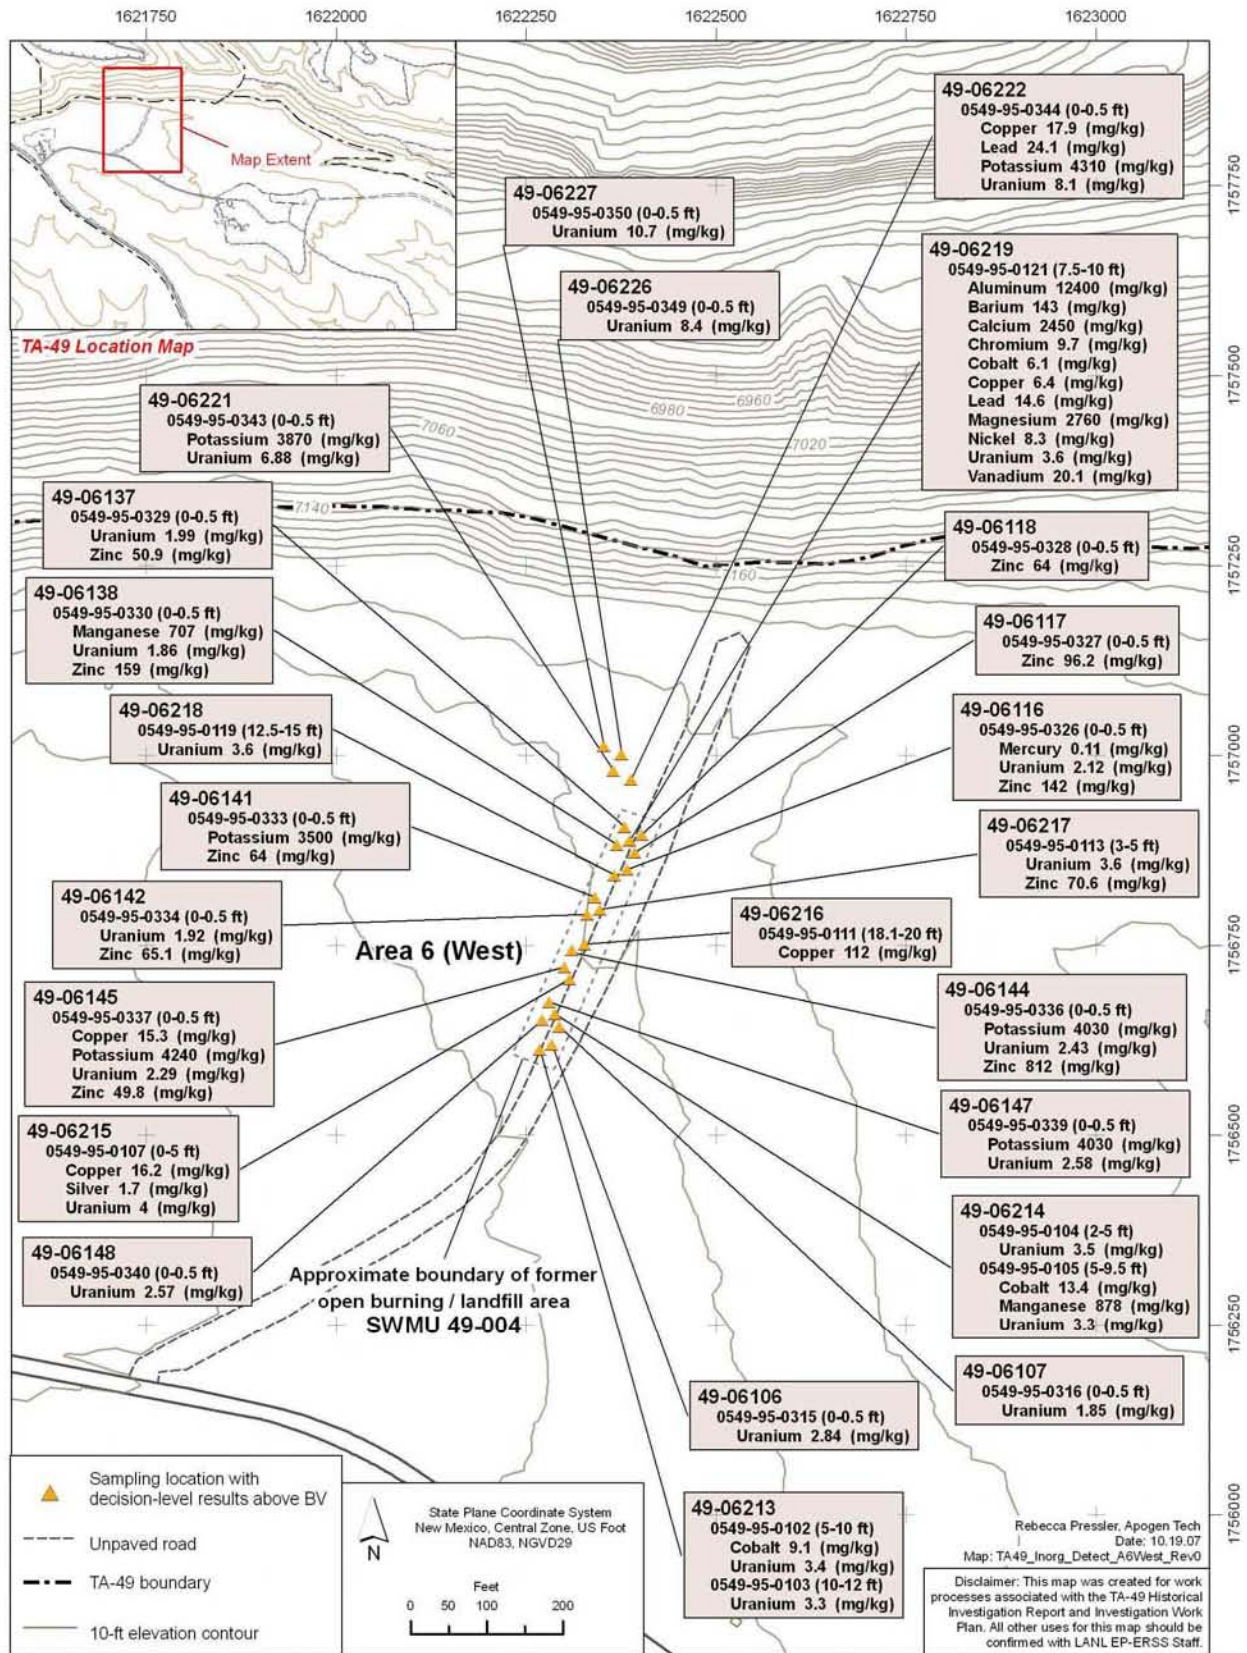 1621750 1622000 1622250 1622500 1622750 1623000
Map Extent
TA-49 Location Map
49-06222
0549-95-0344 (0-0.5 ft)
Copper 17.9 (mg/kg)
Lead 24.1 (mg/kg)
Potassium 4310 (mg/kg)
Uranium 8.1 (mg/kg)
49-06227
0549-95-0350 (0-0.5 ft)
Uranium 10.7 (mg/kg)
49-06226
0549-95-0349 (0-0.5 ft)
Uranium 8.4 (mg/kg)
49-06219
0549-95-0121 (7.5-10 ft)
Aluminum 12400 (mg/kg)
Barium 143 (mg/kg)
Calcium 2450 (mg/kg)
Chromium 9.7 (mg/kg)
Cobalt 6.1 (mg/kg)
Copper 6.4 (mg/kg)
Lead 14.6 (mg/kg)
Magnesium 2760 (mg/kg)
Nickel 8.3 (mg/kg)
Uranium 3.6 (mg/kg)
Vanadium 20.1 (mg/kg)
49-06221
0549-95-0343 (0-0.5 ft)
Potassium 3870 (mg/kg)
Uranium 6.88 (mg/kg)
7060
6980
6960
7020
7140
7160
49-06137
0549-95-0329 (0-0.5 ft)
Uranium 1.99 (mg/kg)
Zinc 50.9 (mg/kg)
49-06118
0549-95-0328 (0-0.5 ft)
Zinc 64 (mg/kg)
49-06138
0549-95-0330 (0-0.5 ft)
Manganese 707 (mg/kg)
Uranium 1.86 (mg/kg)
Zinc 159 (mg/kg)
49-06117
0549-95-0327 (0-0.5 ft)
Zinc 96.2 (mg/kg)
49-06218
0549-95-0119 (12.5-15 ft)
Uranium 3.6 (mg/kg)
49-06116
0549-95-0326 (0-0.5 ft)
Mercury 0.11 (mg/kg)
Uranium 2.12 (mg/kg)
Zinc 142 (mg/kg)
49-06141
0549-95-0333 (0-0.5 ft)
Potassium 3500 (mg/kg)
Zinc 64 (mg/kg)
49-06217
0549-95-0113 (3-5 ft)
Uranium 3.6 (mg/kg)
Zinc 70.6 (mg/kg)
49-06142
0549-95-0334 (0-0.5 ft)
Uranium 1.92 (mg/kg)
Zinc 65.1 (mg/kg)
Area 6 (West)
49-06216
0549-95-0111 (18.1-20 ft)
Copper 112 (mg/kg)
49-06145
0549-95-0337 (0-0.5 ft)
Copper 15.3 (mg/kg)
Potassium 4240 (mg/kg)
Uranium 2.29 (mg/kg)
Zinc 49.8 (mg/kg)
49-06144
0549-95-0336 (0-0.5 ft)
Potassium 4030 (mg/kg)
Uranium 2.43 (mg/kg)
Zinc 812 (mg/kg)
49-06147
0549-95-0339 (0-0.5 ft)
Potassium 4030 (mg/kg)
Uranium 2.58 (mg/kg)
49-06215
0549-95-0107 (0-5 ft)
Copper 16.2 (mg/kg)
Silver 1.7 (mg/kg)
Uranium 4 (mg/kg)
49-06214
0549-95-0104 (2-5 ft)
Uranium 3.5 (mg/kg)
0549-95-0105 (5-9.5 ft)
Cobalt 13.4 (mg/kg)
Manganese 878 (mg/kg)
Uranium 3.3 (mg/kg)
49-06148
0549-95-0340 (0-0.5 ft)
Uranium 2.57 (mg/kg)
Approximate boundary of former
open burning / landfill area
SWMU 49-004
49-06107
0549-95-0316 (0-0.5 ft)
Uranium 1.85 (mg/kg)
49-06106
0549-95-0315 (0-0.5 ft)
Uranium 2.84 (mg/kg)
49-06213
0549-95-0102 (5-10 ft)
Cobalt 9.1 (mg/kg)
Uranium 3.4 (mg/kg)
0549-95-0103 (10-12 ft)
Uranium 3.3 (mg/kg)
1757750
1757500
1757250
1757000
1756750
1756500
1756250
1756000
Sampling location with
decision-level results above BV
Unpaved road
TA-49 boundary
10-ft elevation contour
N
State Plane Coordinate System
New Mexico, Central Zone, US Foot
NAD83, NGVD29
Feet
0 50 100 200
Rebecca Pressler, Apogen Tech
Date: 10.19.07
Map: TA49_Inorg_Detect_A6West_Rev0
Disclaimer: This map was created for work
processes associated with the TA-49 Historical
Investigation Report and Investigation Work
Plan. All other uses for this map should be
confirmed with LANL EP-ERSS Staff.